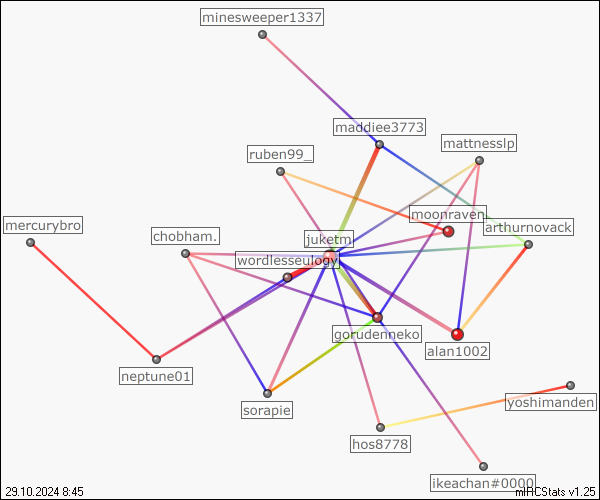 minesweeper1337
maddiee3773
mattnesslp
ruben99_
moonraven
mercurybro
arthurnovack
chobham.
juketm
wordlesseulogy
gorudenneko
alan1002
neptune01
yoshimanden
sorapie
hos8778
ikeachan#0000
29.10.2024 8:45
mIRCStats v1.25